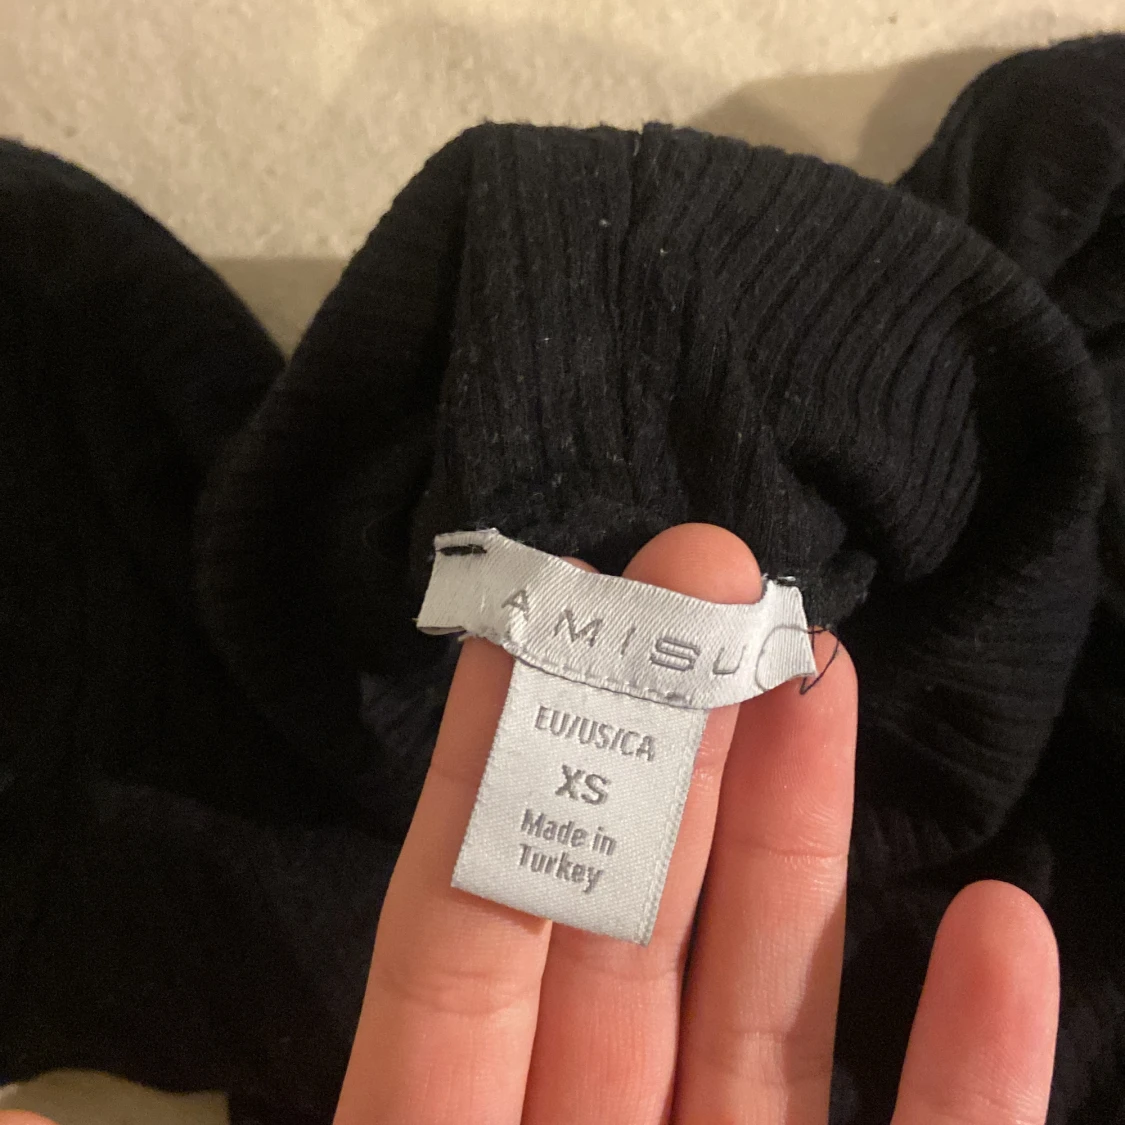 AMISU
EU/US/CA
XS
Made in
Turkey